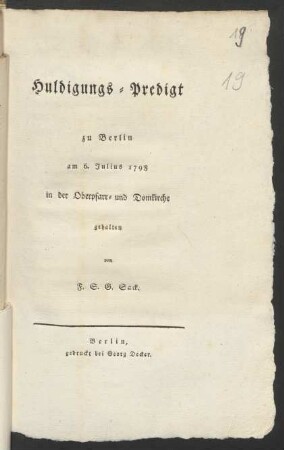 19
19
Huldigungs-Predigt
zu Berlin
am 6. Julius 1798
in der Oberpfarr- und Domkirche
gehalten
von
F. S. G. Sack.
Berlin,
gedruckt bei Georg Decker.